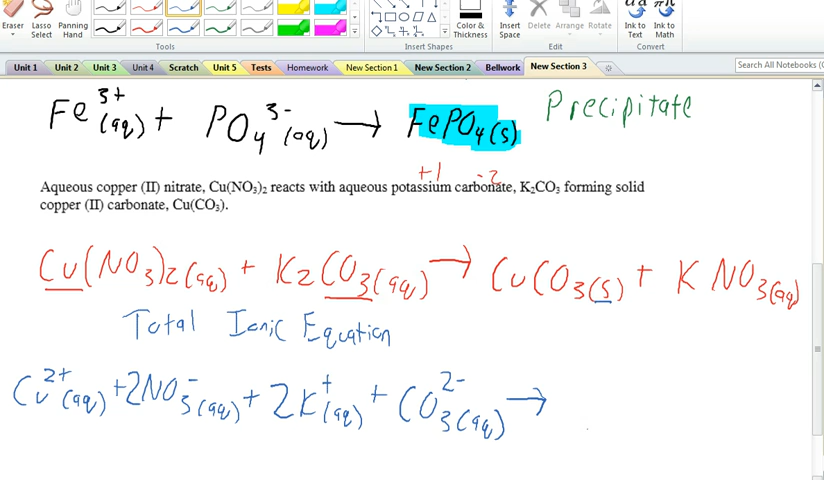 Eraser Lasso Select Panning Hand Color & Thickness Insert Space Delete Arrange Rotate Ink to Text Ink to Math
Tools Insert Shapes Edit Convert
Unit 1 Unit 2 Unit 3 Unit 4 Scratch Unit 5 Tests Homework New Section 1 New Section 2 Bellwork New Section 3 Search All Notebooks
Fe³⁺(aq) + PO₄³⁻(aq) → FePO₄(s) Precipitate
+1 -2
Aqueous copper (II) nitrate, Cu(NO₃)₂ reacts with aqueous potassium carbonate, K₂CO₃ forming solid
copper (II) carbonate, Cu(CO₃).
Cu(NO₃)₂(aq) + K₂CO₃(aq) → CuCO₃(s) + KNO₃(aq)
Total Ionic Equation
Cu²⁺(aq) + 2NO₃⁻(aq) + 2K⁺(aq) + CO₃²⁻(aq) →